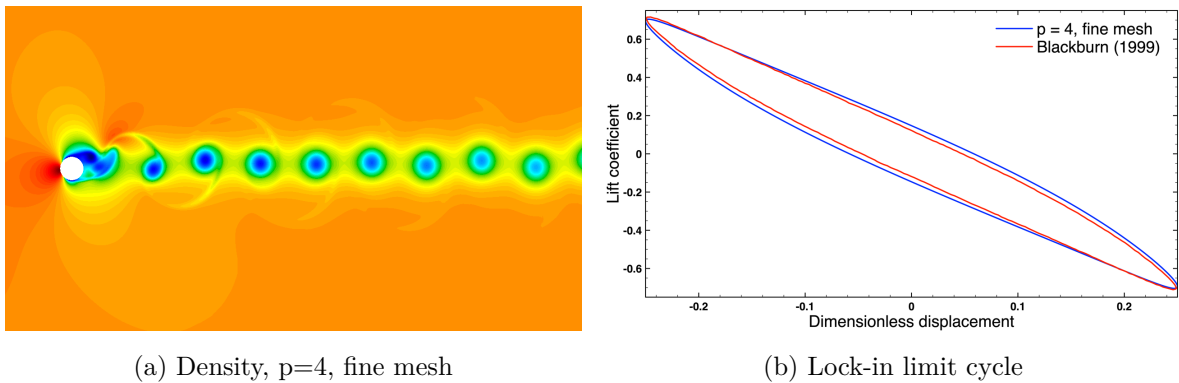 p = 4, fine mesh
Blackburn (1999)
0.6
0.4
0.2
0
-0.2
-0.4
-0.6
Lift coefficient
-0.2
-0.1
0
0.1
0.2
Dimensionless displacement
(a) Density, p=4, fine mesh
(b) Lock-in limit cycle